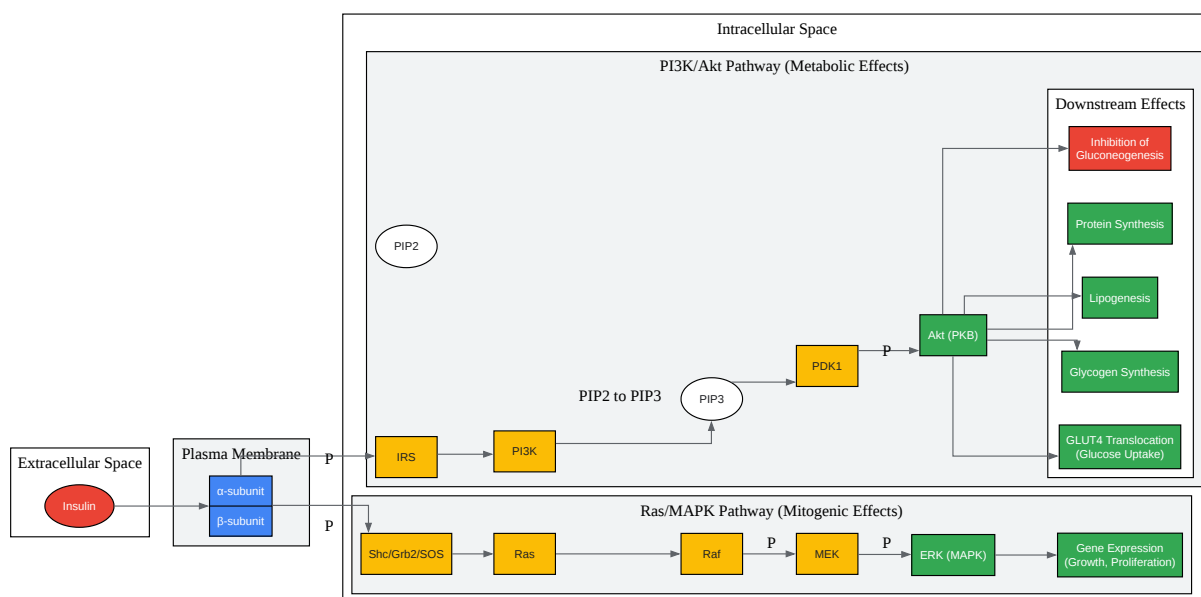 Intracellular Space
PI3K/Akt Pathway (Metabolic Effects)
Downstream Effects
Inhibition of
Gluconeogenesis
Protein Synthesis
PIP2
Lipogenesis
Akt (PKB)
P
PDK1
Glycogen Synthesis
PIP2 to PIP3
PIP3
GLUT4 Translocation
(Glucose Uptake)
PI3K
IRS
P
Plasma Membrane
Extracellular Space
α-subunit
Insulin
β-subunit
P
Ras/MAPK Pathway (Mitogenic Effects)
Shc/Grb2/SOS
Ras
Raf
P
MEK
P
ERK (MAPK)
Gene Expression
(Growth, Proliferation)